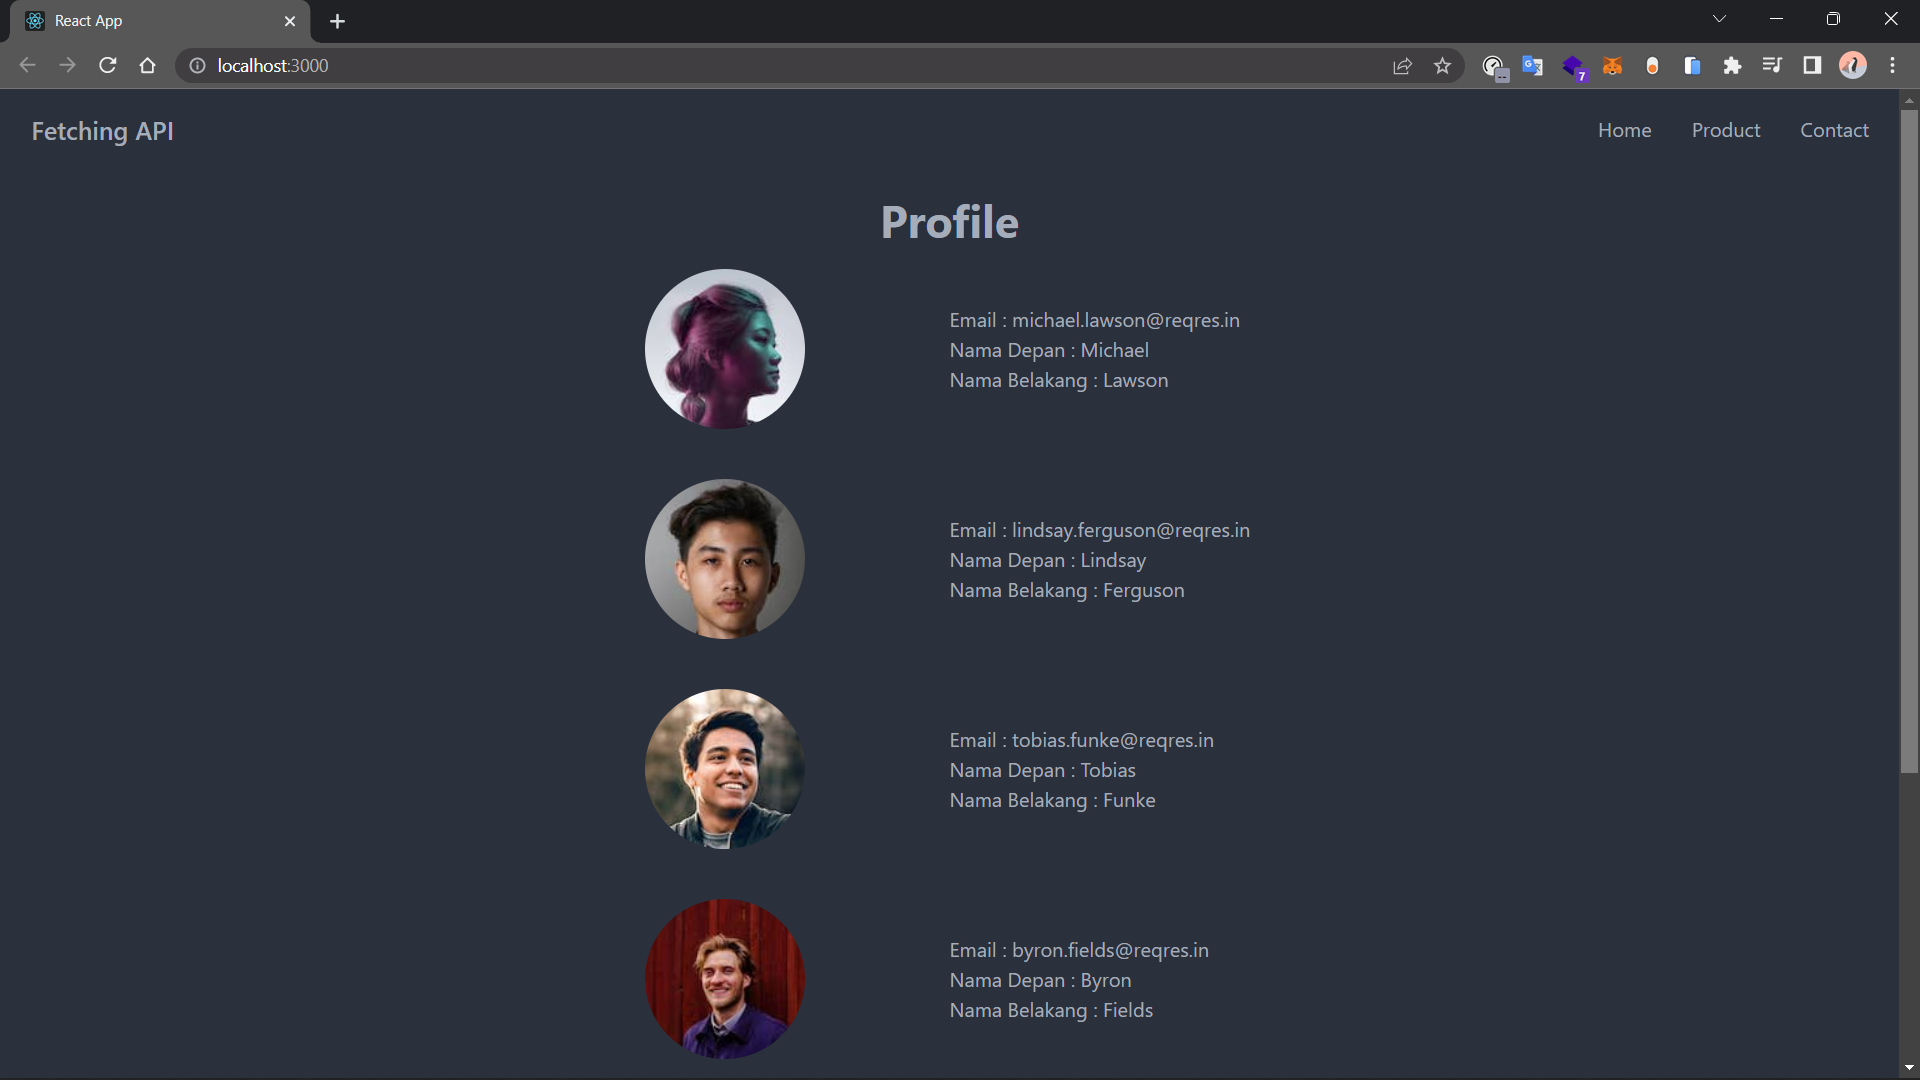 React App
localhost:3000
7
Fetching API
Home
Product
Contact
Profile
Email : michael.lawson@reqres.in
Nama Depan : Michael
Nama Belakang : Lawson
Email : lindsay.ferguson@reqres.in
Nama Depan : Lindsay
Nama Belakang : Ferguson
Email : tobias.funke@reqres.in
Nama Depan : Tobias
Nama Belakang : Funke
Email : byron.fields@reqres.in
Nama Depan : Byron
Nama Belakang : Fields